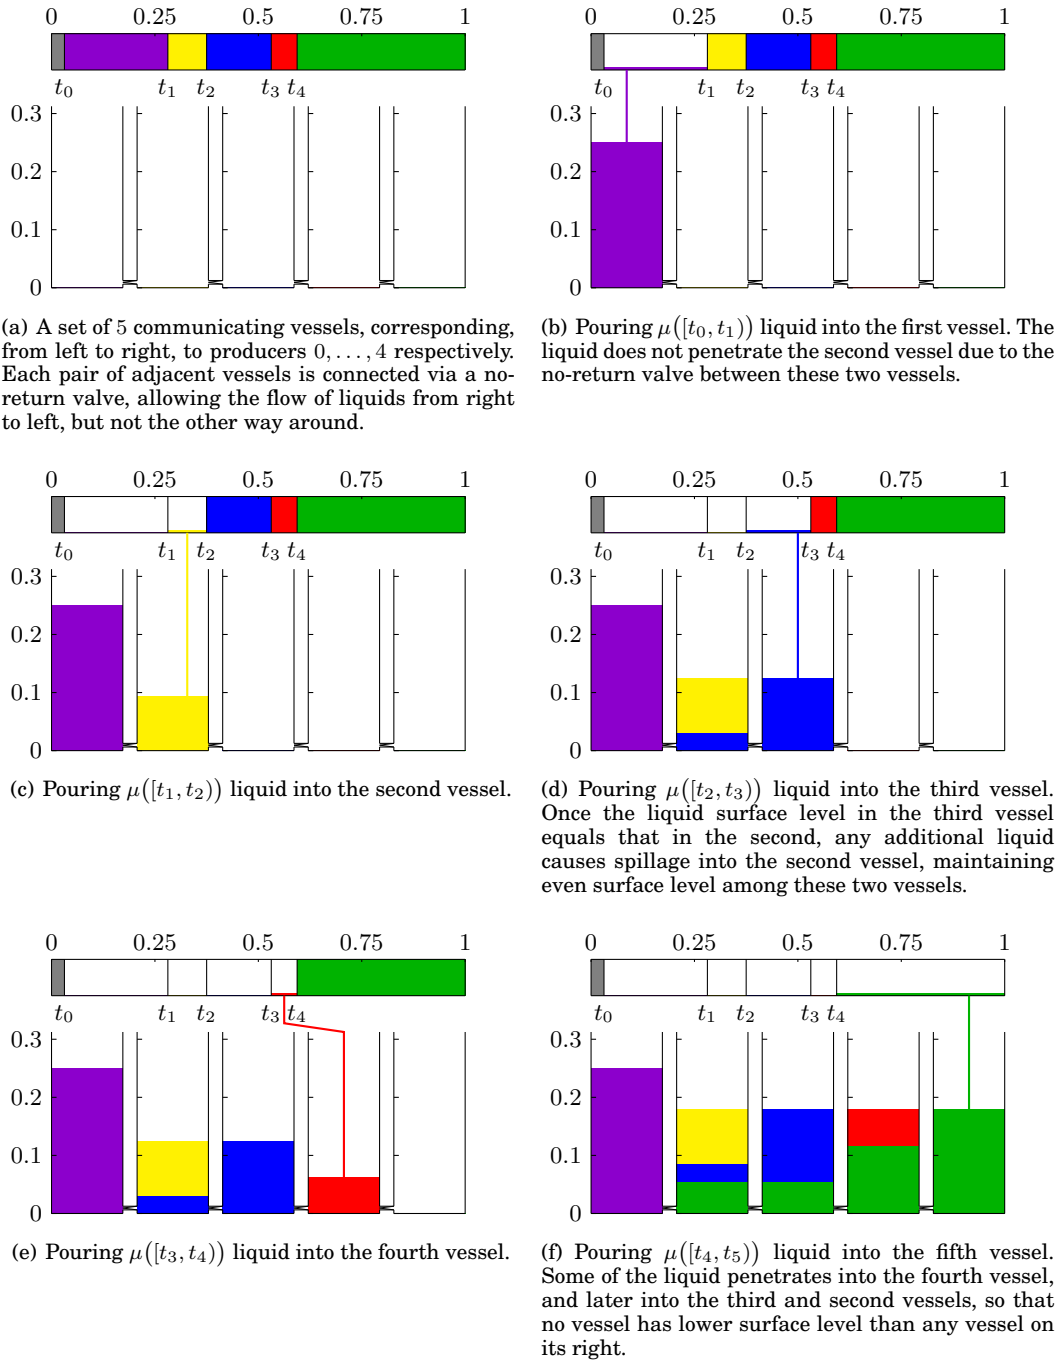 0 0.25 0.5 0.75 1
t0 t1 t2 t3 t4
0.3
0.2
0.1
0
(a) A set of 5 communicating vessels, corresponding,
from left to right, to producers 0, . . . , 4 respectively.
Each pair of adjacent vessels is connected via a no-
return valve, allowing the flow of liquids from right
to left, but not the other way around.
0 0.25 0.5 0.75 1
t0 t1 t2 t3 t4
0.3
0.2
0.1
0
(b) Pouring μ([t0, t1)) liquid into the first vessel. The
liquid does not penetrate the second vessel due to the
no-return valve between these two vessels.
0 0.25 0.5 0.75 1
t0 t1 t2 t3 t4
0.3
0.2
0.1
0
(c) Pouring μ([t1, t2)) liquid into the second vessel.
0 0.25 0.5 0.75 1
t0 t1 t2 t3 t4
0.3
0.2
0.1
0
(d) Pouring μ([t2, t3)) liquid into the third vessel.
Once the liquid surface level in the third vessel
equals that in the second, any additional liquid
causes spillage into the second vessel, maintaining
even surface level among these two vessels.
0 0.25 0.5 0.75 1
t0 t1 t2 t3 t4
0.3
0.2
0.1
0
(e) Pouring μ([t3, t4)) liquid into the fourth vessel.
0 0.25 0.5 0.75 1
t0 t1 t2 t3 t4
0.3
0.2
0.1
0
(f) Pouring μ([t4, t5)) liquid into the fifth vessel.
Some of the liquid penetrates into the fourth vessel,
and later into the third and second vessels, so that
no vessel has lower surface level than any vessel on
its right.